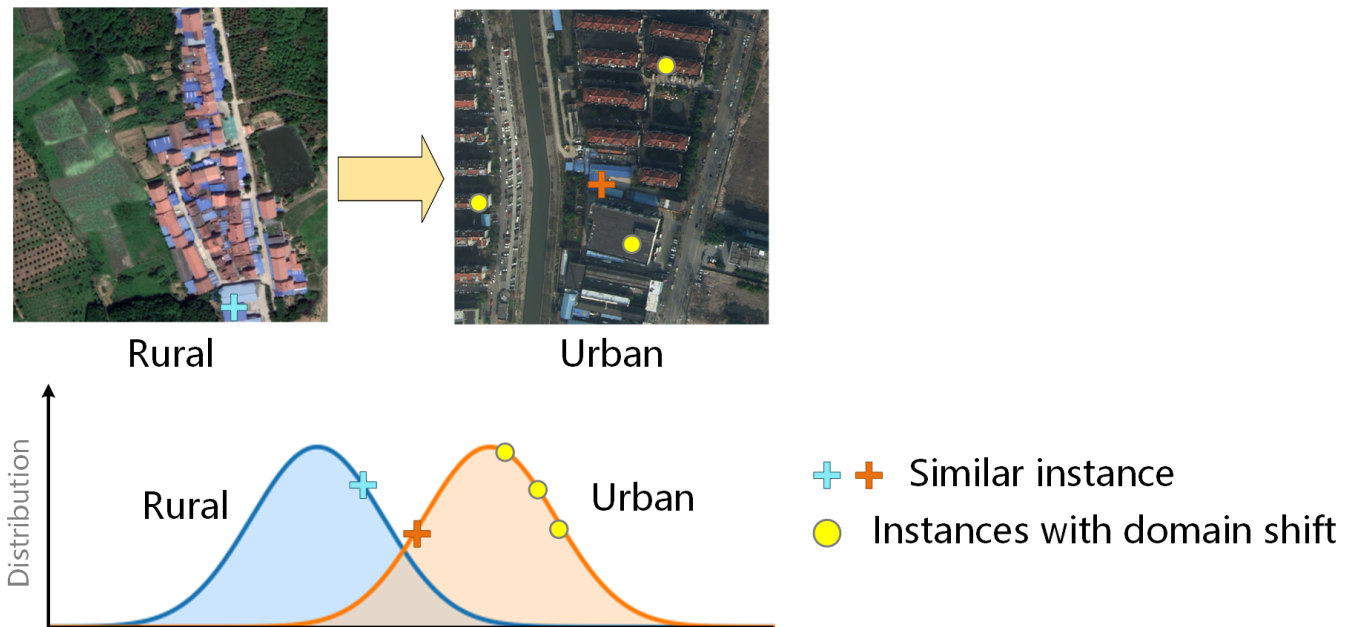 Rural
Urban
Distribution
Rural
Urban
Similar instance
Instances with domain shift